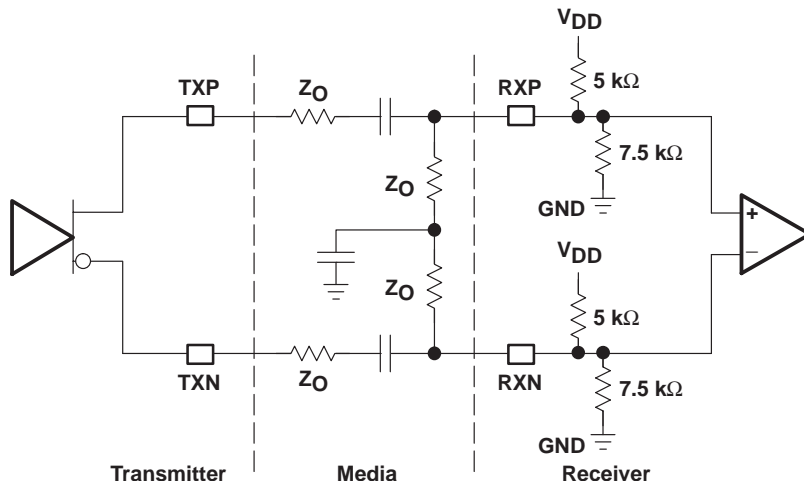 VDD
TXP
ZO
RXP
5 kΩ
7.5 kΩ
ZO
GND
+
VDD
–
ZO
5 kΩ
TXN
ZO
RXN
7.5 kΩ
GND
Transmitter
Media
Receiver